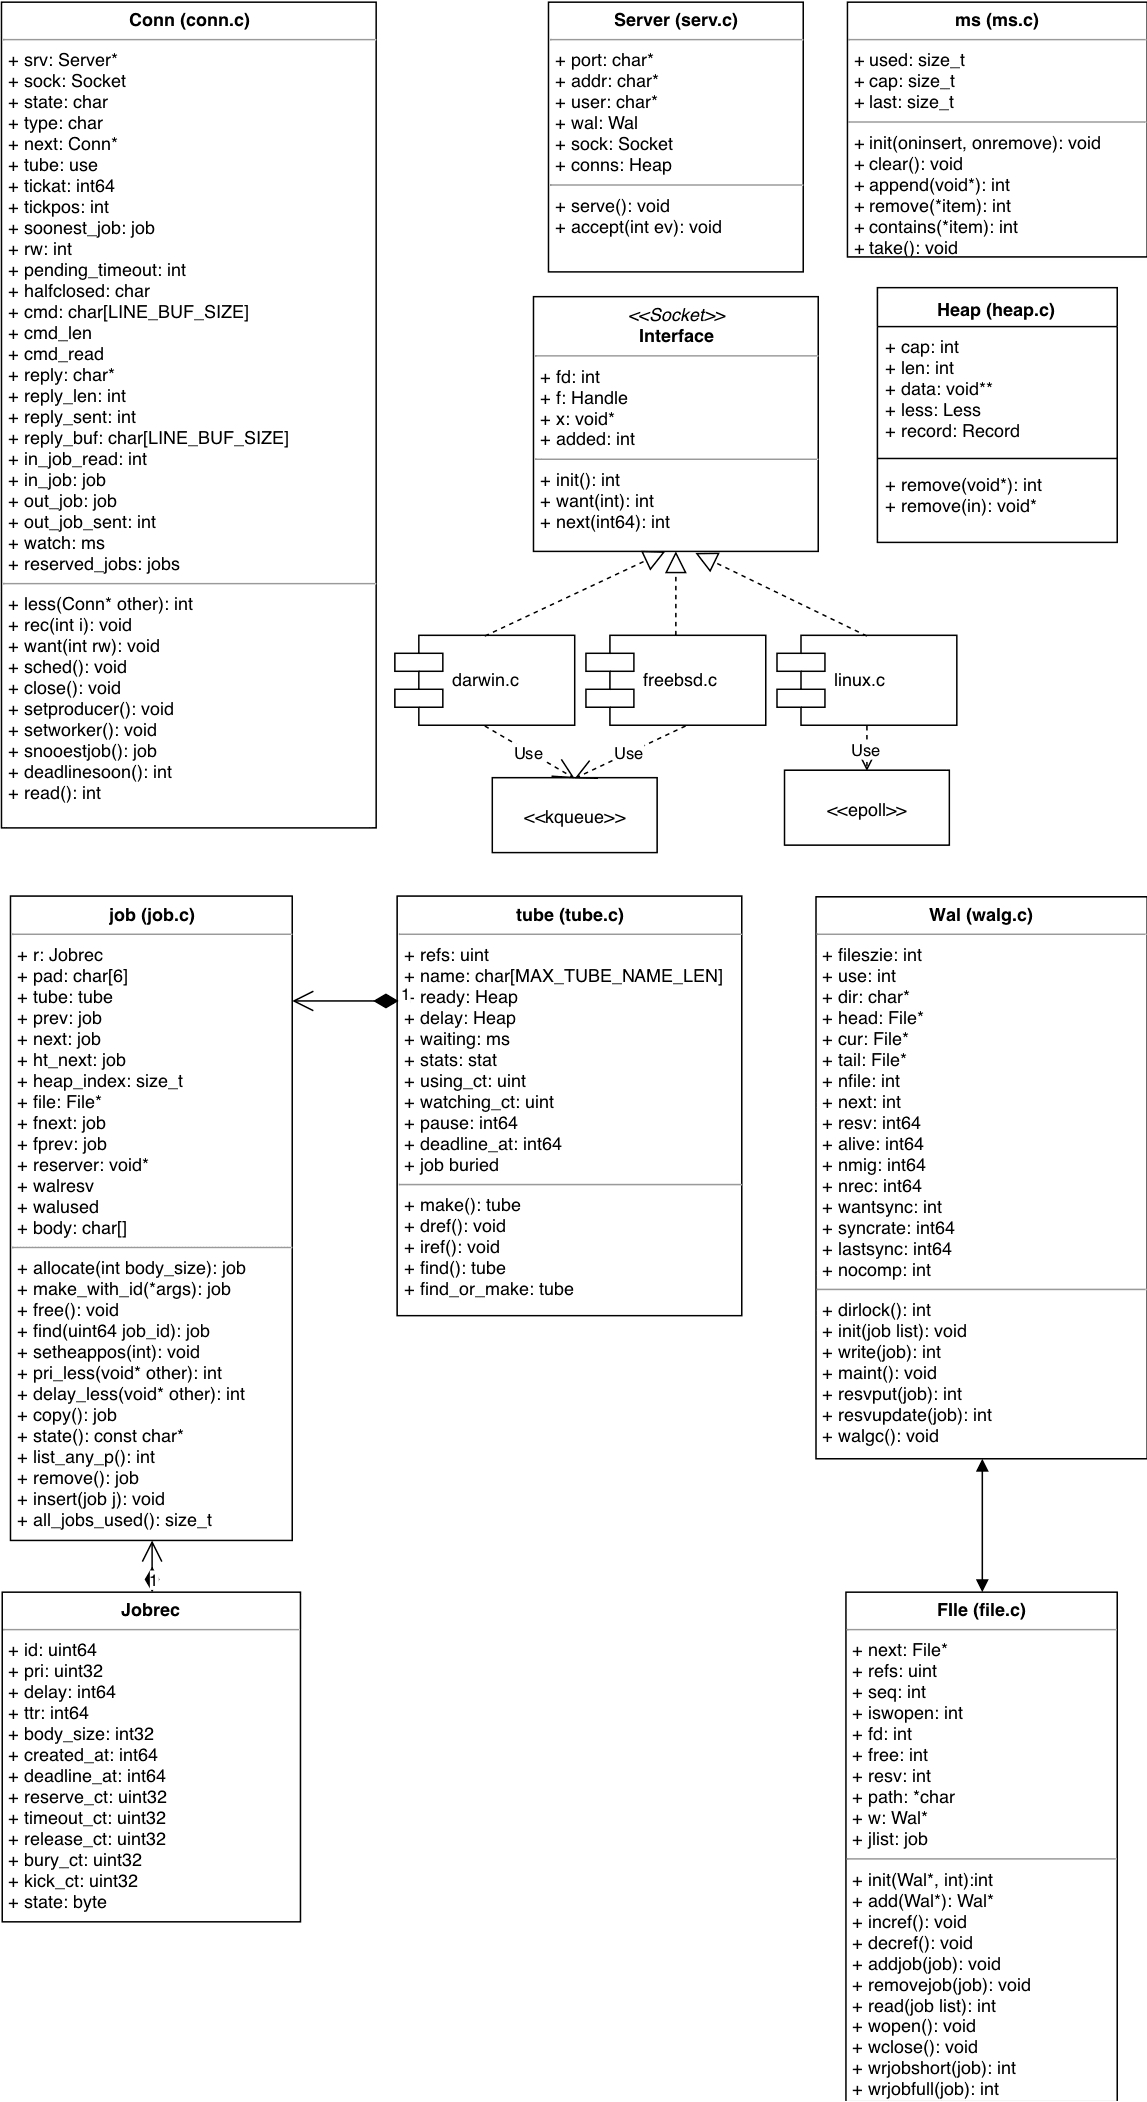 Conn (conn.c)
+ srv: Server*
+ sock: Socket
+ state: char
+ type: char
+ next: Conn*
+ tube: use
+ tickat: int64
+ tickpos: int
+ soonest_job: job
+ rw: int
+ pending_timeout: int
+ halfclosed: char
+ cmd: char[LINE_BUF_SIZE]
+ cmd_len
+ cmd_read
+ reply: char*
+ reply_len: int
+ reply_sent: int
+ reply_buf: char[LINE_BUF_SIZE]
+ in_job_read: int
+ in_job: job
+ out_job: job
+ out_job_sent: int
+ watch: ms
+ reserved_jobs: jobs
+ less(Conn* other): int
+ rec(int i): void
+ want(int rw): void
+ sched(): void
+ close(): void
+ setproducer(): void
+ setworker(): void
+ snooestjob(): job
+ deadlinesoon(): int
+ read(): int
Server (serv.c)
+ port: char*
+ addr: char*
+ user: char*
+ wal: Wal
+ sock: Socket
+ conns: Heap
+ serve(): void
+ accept(int ev): void
ms (ms.c)
+ used: size_t
+ cap: size_t
+ last: size_t
+ init(oninsert, onremove): void
+ clear(): void
+ append(void*): int
+ remove(*item): int
+ contains(*item): int
+ take(): void
<<Socket>>
Interface
+ fd: int
+ f: Handle
+ x: void*
+ added: int
+ init(): int
+ want(int): int
+ next(int64): int
Heap (heap.c)
+ cap: int
+ len: int
+ data: void**
+ less: Less
+ record: Record
+ remove(void*): int
+ remove(in): void*
darwin.c
freebsd.c
linux.c
Use
Use
Use
<<kqueue>>
<<epoll>>
job (job.c)
+ r: Jobrec
+ pad: char[6]
+ tube: tube
+ prev: job
+ next: job
+ ht_next: job
+ heap_index: size_t
+ file: File*
+ fnext: job
+ fprev: job
+ reserver: void*
+ walresv
+ walused
+ body: char[]
+ allocate(int body_size): job
+ make_with_id(*args): job
+ free(): void
+ find(uint64 job_id): job
+ setheappos(int): void
+ pri_less(void* other): int
+ delay_less(void* other): int
+ copy(): job
+ state(): const char*
+ list_any_p(): int
+ remove(): job
+ insert(job j): void
+ all_jobs_used(): size_t
tube (tube.c)
+ refs: uint
+ name: char[MAX_TUBE_NAME_LEN]
1
+ ready: Heap
+ delay: Heap
+ waiting: ms
+ stats: stat
+ using_ct: uint
+ watching_ct: uint
+ pause: int64
+ deadline_at: int64
+ job buried
+ make(): tube
+ dref(): void
+ iref(): void
+ find(): tube
+ find_or_make: tube
Wal (walg.c)
+ fileszie: int
+ use: int
+ dir: char*
+ head: File*
+ cur: File*
+ tail: File*
+ nfile: int
+ next: int
+ resv: int64
+ alive: int64
+ nmig: int64
+ nrec: int64
+ wantsync: int
+ syncrate: int64
+ lastsync: int64
+ nocomp: int
+ dirlock(): int
+ init(job list): void
+ write(job): int
+ maint(): void
+ resvput(job): int
+ resvupdate(job): int
+ walgc(): void
1
Jobrec
+ id: uint64
+ pri: uint32
+ delay: int64
+ ttr: int64
+ body_size: int32
+ created_at: int64
+ deadline_at: int64
+ reserve_ct: uint32
+ timeout_ct: uint32
+ release_ct: uint32
+ bury_ct: uint32
+ kick_ct: uint32
+ state: byte
FIle (file.c)
+ next: File*
+ refs: uint
+ seq: int
+ iswopen: int
+ fd: int
+ free: int
+ resv: int
+ path: *char
+ w: Wal*
+ jlist: job
+ init(Wal*, int):int
+ add(Wal*): Wal*
+ incref(): void
+ decref(): void
+ addjob(job): void
+ removejob(job): void
+ read(job list): int
+ wopen(): void
+ wclose(): void
+ wrjobshort(job): int
+ wrjobfull(job): int